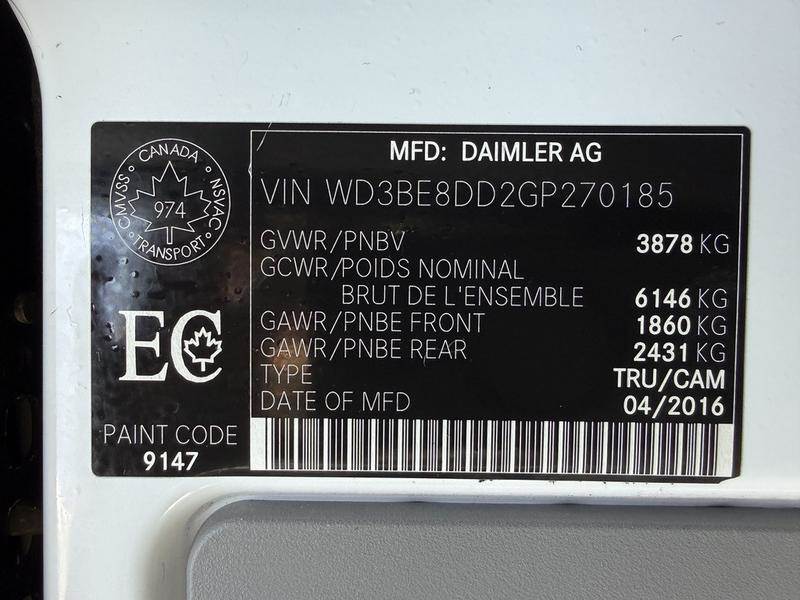 CANADA
CMVSS
NSVAC
974
TRANSPORT
EC
PAINT CODE
9147
MFD: DAIMLER AG
VIN WD3BE8DD2GP270185
GVWR/PNBV 3878 KG
GCWR/POIDS NOMINAL
BRUT DE L'ENSEMBLE 6146 KG
GAWR/PNBE FRONT 1860 KG
GAWR/PNBE REAR 2431 KG
TYPE TRU/CAM
DATE OF MFD 04/2016